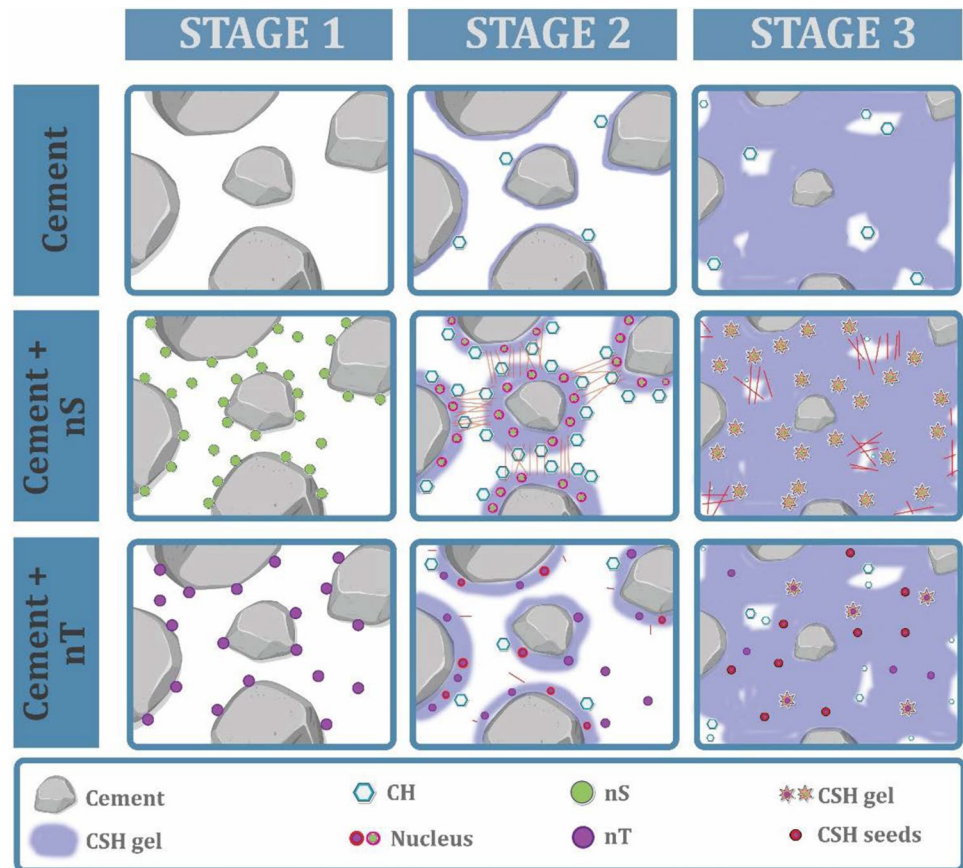 STAGE 1
STAGE 2
STAGE 3
Cement
Cement +
nS
Cement +
nT
Cement
CH
nS
CSH gel
CSH gel
Nucleus
nT
CSH seeds